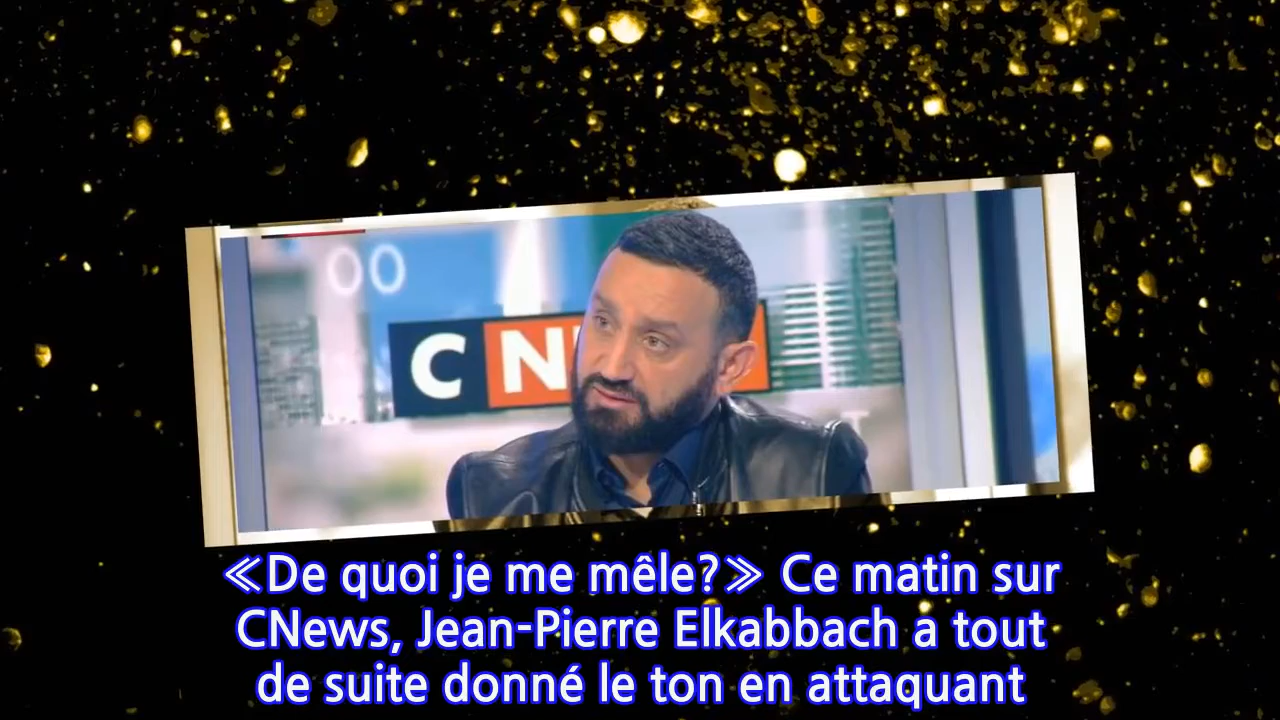 00
C N
≪De quoi je me mêle?≫ Ce matin sur
CNews, Jean-Pierre Elkabbach a tout
de suite donné le ton en attaquant